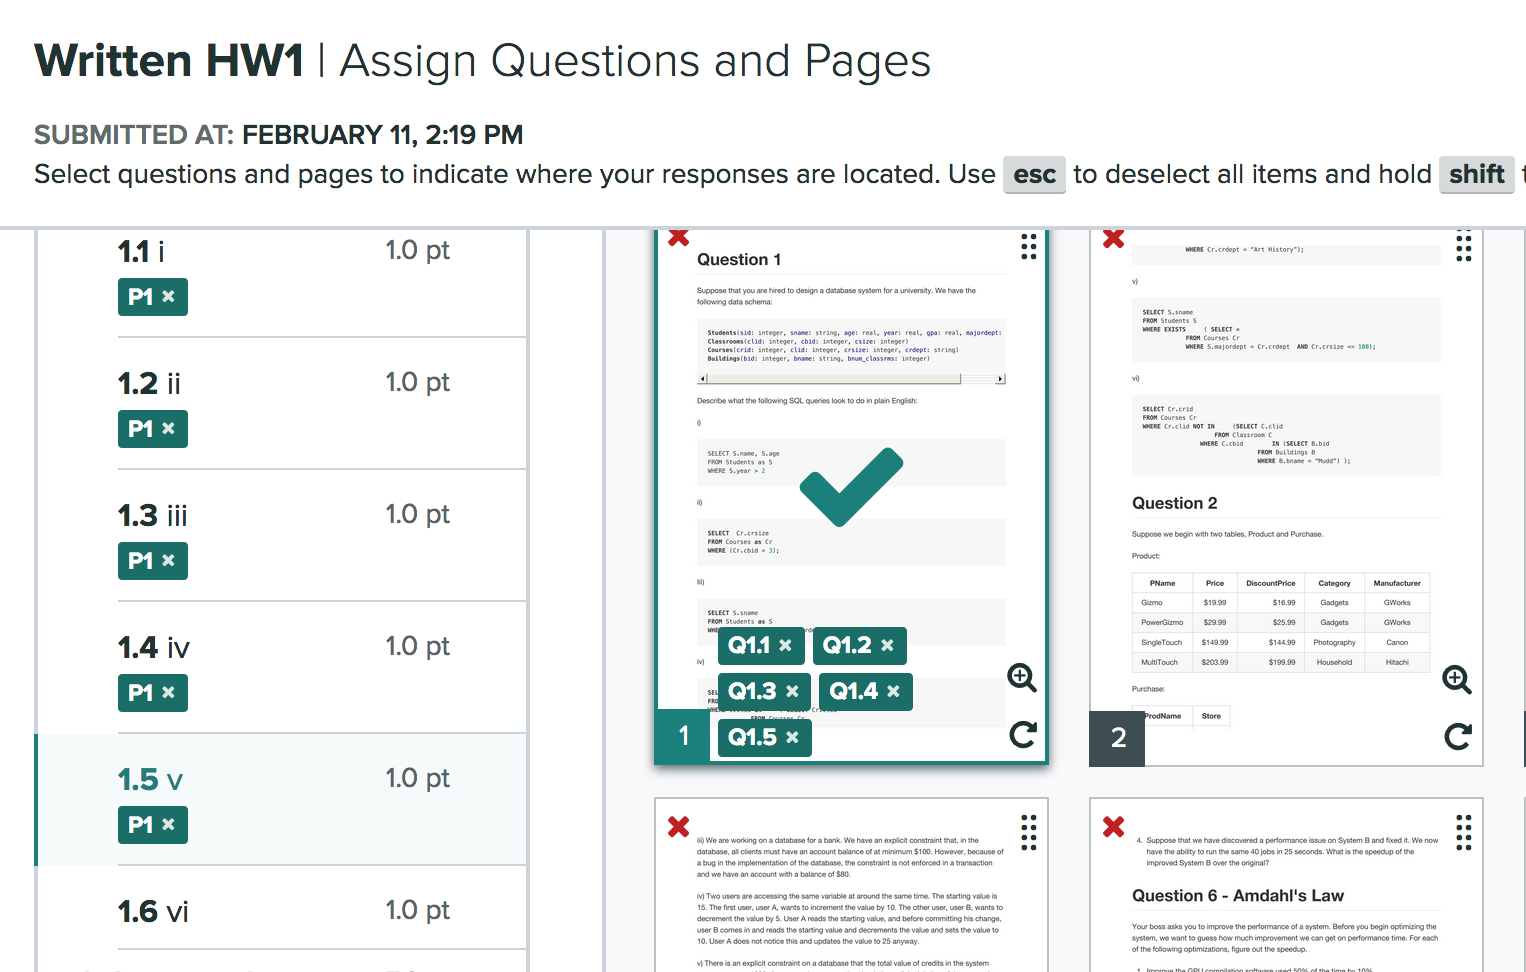 Written HW1 | Assign Questions and Pages
SUBMITTED AT: FEBRUARY 11, 2:19 PM
Select questions and pages to indicate where your responses are located. Use esc to deselect all items and hold shift t
1.1 i 1.0 pt
P1 ×
1.2 ii 1.0 pt
P1 ×
1.3 iii 1.0 pt
P1 ×
1.4 iv 1.0 pt
P1 ×
1.5 v 1.0 pt
P1 ×
1.6 vi 1.0 pt
Question 1
Suppose that you are hired to design a database system for a university. We have the
following data schema:
Students(sid: integer, sname: string, age: real, year: real, gpa: real, majordept:
Classrooms(clid: integer, cbid: integer, csize: integer)
Courses(crid: integer, clid: integer, crsize: integer, crdept: string)
Buildings(bid: integer, bname: string, bnum_classrms: integer)
Describe what the following SQL queries look to do in plain English:
i)
SELECT S.name, S.age
FROM Students as S
WHERE S.year > 2
ii)
SELECT Cr.crsize
FROM Courses as Cr
WHERE (Cr.cbid = 3);
iii)
SELECT S.sname
FROM Students as S
Q1.1 × Q1.2 ×
iv)
Q1.3 × Q1.4 ×
FROM Courses Cr
1 Q1.5 ×
WHERE Cr.crdept = "Art History");
v)
SELECT S.sname
FROM Students S
WHERE EXISTS ( SELECT *
FROM Courses Cr
WHERE S.majordept = Cr.crdept AND Cr.crsize <= 100);
vi)
SELECT Cr.crid
FROM Courses Cr
WHERE Cr.clid NOT IN (SELECT C.clid
FROM Classroom C
WHERE C.cbid IN (SELECT B.bid
FROM Buildings B
WHERE B.bname = "Mudd") );
Question 2
Suppose we begin with two tables, Product and Purchase.
Product:
PName Price DiscountPrice Category Manufacturer
Gizmo $19.99 $16.99 Gadgets GWorks
PowerGizmo $29.99 $25.99 Gadgets GWorks
SingleTouch $149.99 $144.99 Photography Canon
MultiTouch $203.99 $199.99 Household Hitachi
Purchase:
ProdName Store
2
iii) We are working on a database for a bank. We have an explicit constraint that, in the
database, all clients must have an account balance of at minimum $100. However, because of
a bug in the implementation of the database, the constraint is not enforced in a transaction
and we have an account with a balance of $80.
iv) Two users are accessing the same variable at around the same time. The starting value is
15. The first user, user A, wants to increment the value by 10. The other user, user B, wants to
decrement the value by 5. User A reads the starting value, and before committing his change,
user B comes in and reads the starting value and decrements the value and sets the value to
10. User A does not notice this and updates the value to 25 anyway.
v) There is an explicit constraint on a database that the total value of credits in the system
4. Suppose that we have discovered a performance issue on System B and fixed it. We now
have the ability to run the same 40 jobs in 25 seconds. What is the speedup of the
improved System B over the original?
Question 6 - Amdahl's Law
Your boss asks you to improve the performance of a system. Before you begin optimizing the
system, we want to guess how much improvement we can get on performance time. For each
of the following optimizations, figure out the speedup.
1. Improve the GPU compilation software used 50% of the time by 10%